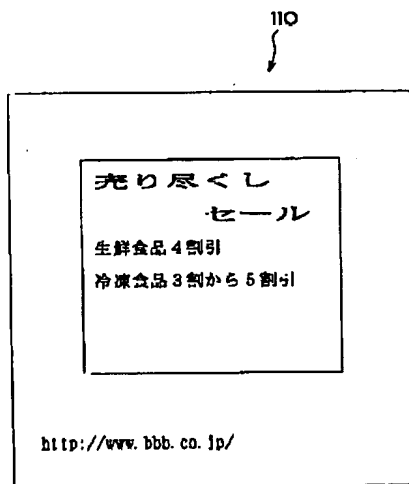 110
売り尽くし
セール
生鮮食品4割引
冷凍食品3割から5割引
http://www.bbb.co.jp/